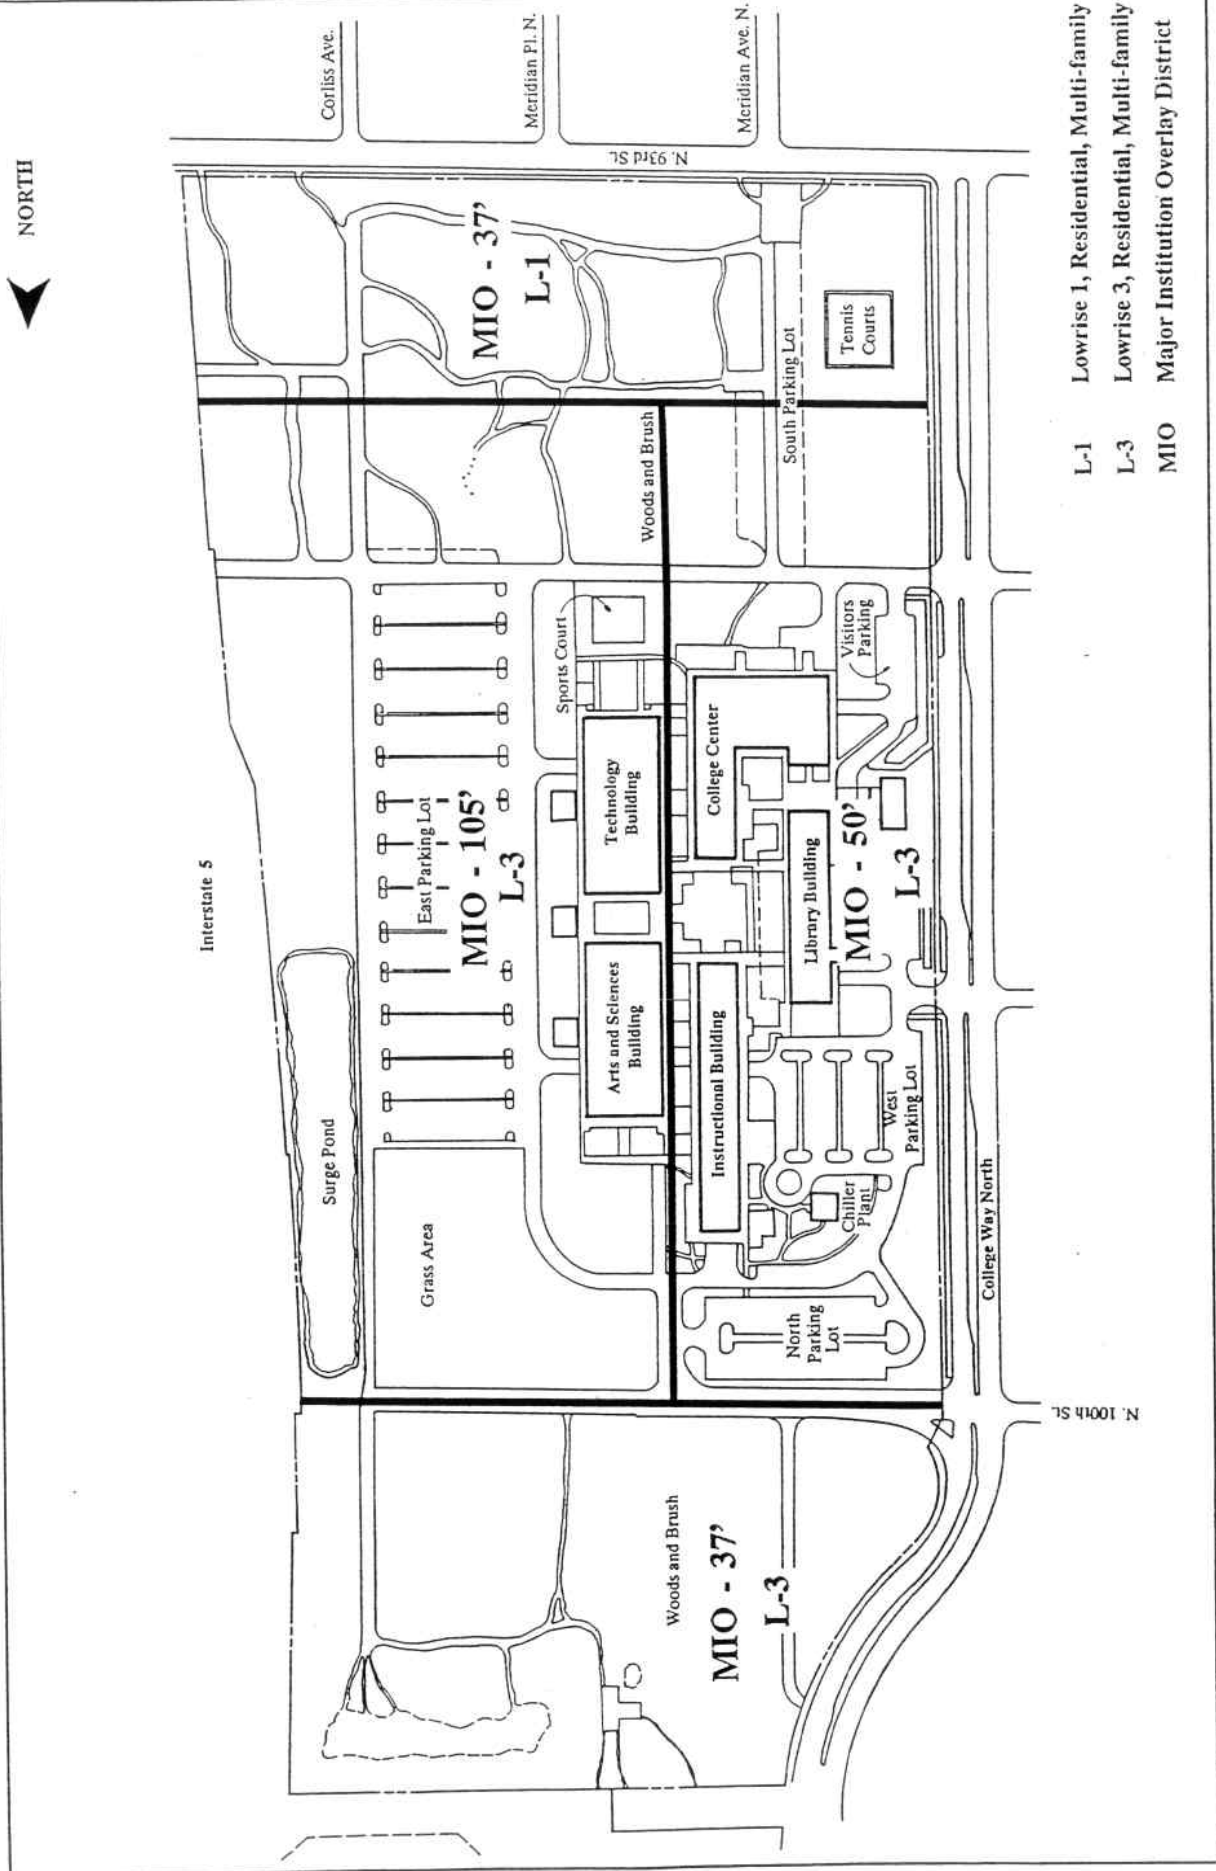 NORTH
Interstate 5
Corliss Ave.
Meridian Pl. N.
Meridian Ave. N.
N. 93rd St.
Surge Pond
East Parking Lot
MIO - 105'
L-3
MIO - 37'
L-1
Grass Area
Sports Court
Woods and Brush
South Parking Lot
Tennis
Courts
Arts and Sciences
Building
Technology
Building
College Center
Instructional Building
Library Building
MIO - 50'
L-3
Visitors
Parking
West
Parking Lot
Chiller
Plant
North
Parking
Lot
Woods and Brush
MIO - 37'
L-3
N. 100th St.
College Way North
L-1 Lowrise 1, Residential, Multi-family
L-3 Lowrise 3, Residential, Multi-family
MIO Major Institution Overlay District